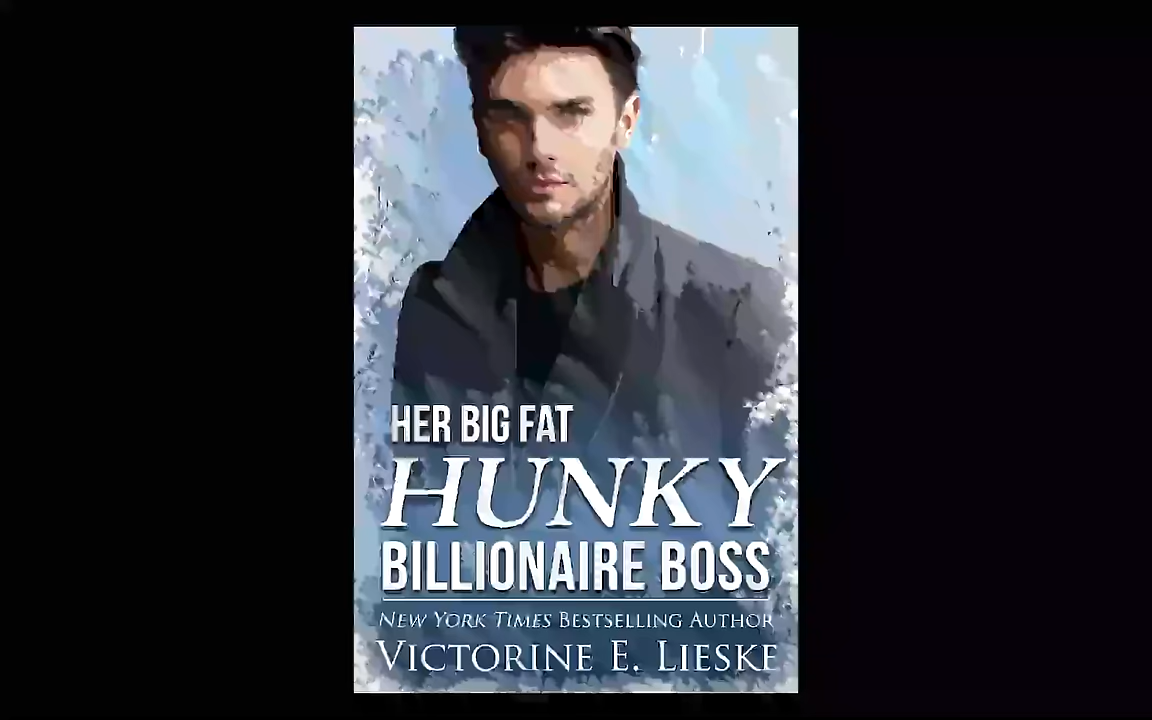 HER BIG FAT
HUNKY
BILLIONAIRE BOSS
NEW YORK TIMES BESTSELLING AUTHOR
VICTORINE E. LIESKE